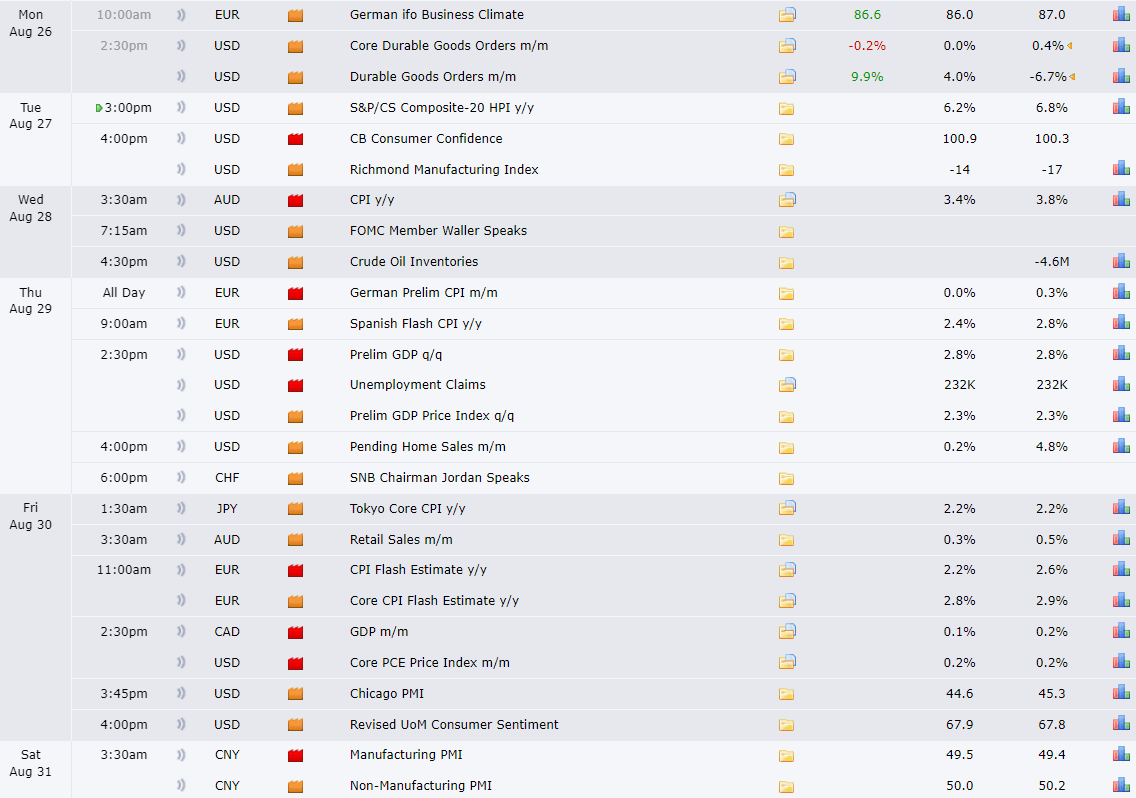 Mon
Aug 26
10:00am EUR German ifo Business Climate 86.6 86.0 87.0
2:30pm USD Core Durable Goods Orders m/m -0.2% 0.0% 0.4%
USD Durable Goods Orders m/m 9.9% 4.0% -6.7%
Tue
Aug 27
3:00pm USD S&P/CS Composite-20 HPI y/y 6.2% 6.8%
4:00pm USD CB Consumer Confidence 100.9 100.3
USD Richmond Manufacturing Index -14 -17
Wed
Aug 28
3:30am AUD CPI y/y 3.4% 3.8%
7:15am USD FOMC Member Waller Speaks
4:30pm USD Crude Oil Inventories -4.6M
Thu
Aug 29
All Day EUR German Prelim CPI m/m 0.0% 0.3%
9:00am EUR Spanish Flash CPI y/y 2.4% 2.8%
2:30pm USD Prelim GDP q/q 2.8% 2.8%
USD Unemployment Claims 232K 232K
USD Prelim GDP Price Index q/q 2.3% 2.3%
4:00pm USD Pending Home Sales m/m 0.2% 4.8%
6:00pm CHF SNB Chairman Jordan Speaks
Fri
Aug 30
1:30am JPY Tokyo Core CPI y/y 2.2% 2.2%
3:30am AUD Retail Sales m/m 0.3% 0.5%
11:00am EUR CPI Flash Estimate y/y 2.2% 2.6%
EUR Core CPI Flash Estimate y/y 2.8% 2.9%
2:30pm CAD GDP m/m 0.1% 0.2%
USD Core PCE Price Index m/m 0.2% 0.2%
3:45pm USD Chicago PMI 44.6 45.3
4:00pm USD Revised UoM Consumer Sentiment 67.9 67.8
Sat
Aug 31
3:30am CNY Manufacturing PMI 49.5 49.4
CNY Non-Manufacturing PMI 50.0 50.2